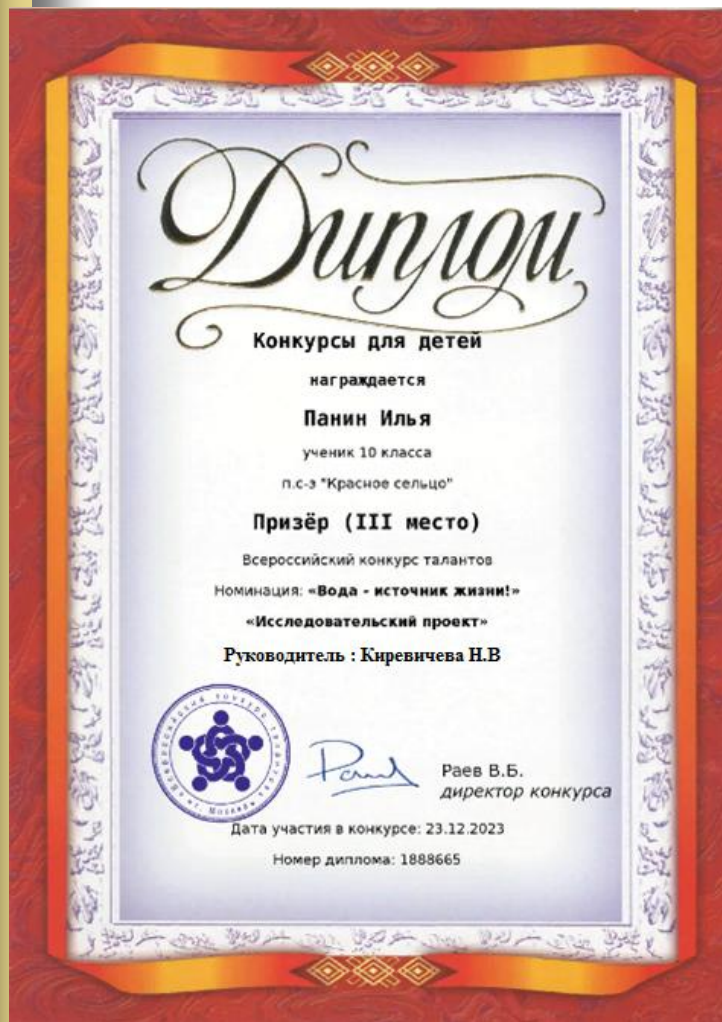 Диплом
Конкурсы для детей
награждается
Панин Илья
ученик 10 класса
п.с-з "Красное сельцо"
Призёр (III место)
Всероссийский конкурс талантов
Номинация: «Вода - источник жизни!»
«Исследовательский проект»
Руководитель : Киревичева Н.В
Раев В.Б.
директор конкурса
Дата участия в конкурсе: 23.12.2023
Номер диплома: 1888665